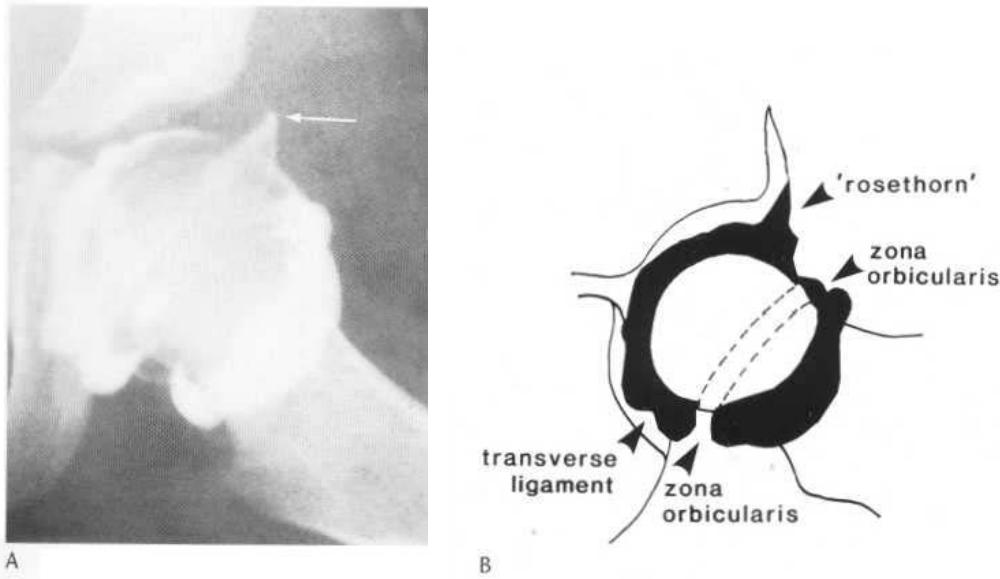 'rosethorn'
zona
orbicularis
transverse
ligament
zona
orbicularis
A
B